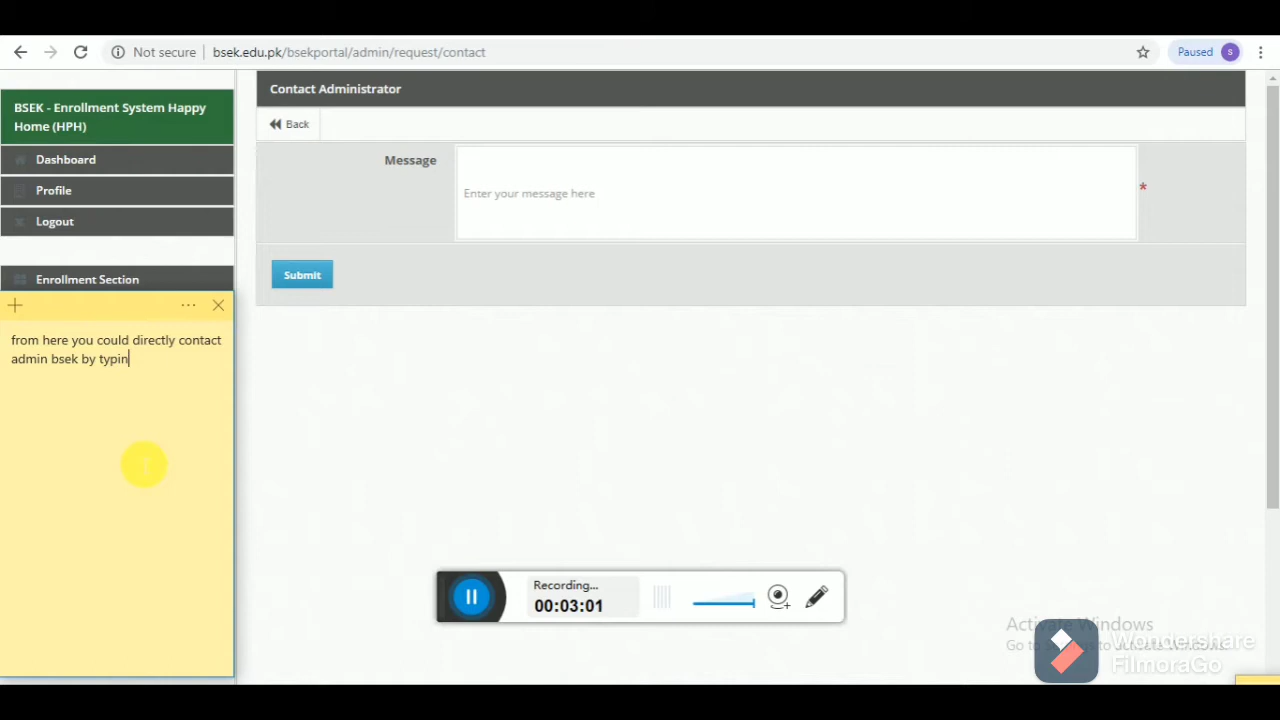 Not secure
bsek.edu.pk/bsekportal/admin/request/contact
Paused
S
BSEK - Enrollment System Happy
Home (HPH)
Dashboard
Profile
Logout
Enrollment Section
Contact Administrator
Back
Message
Enter your message here
*
Submit
from here you could directly contact
admin bsek by typin
Recording...
00:03:01
Activate Windows
Go to
Wondershare
FilmoraGo